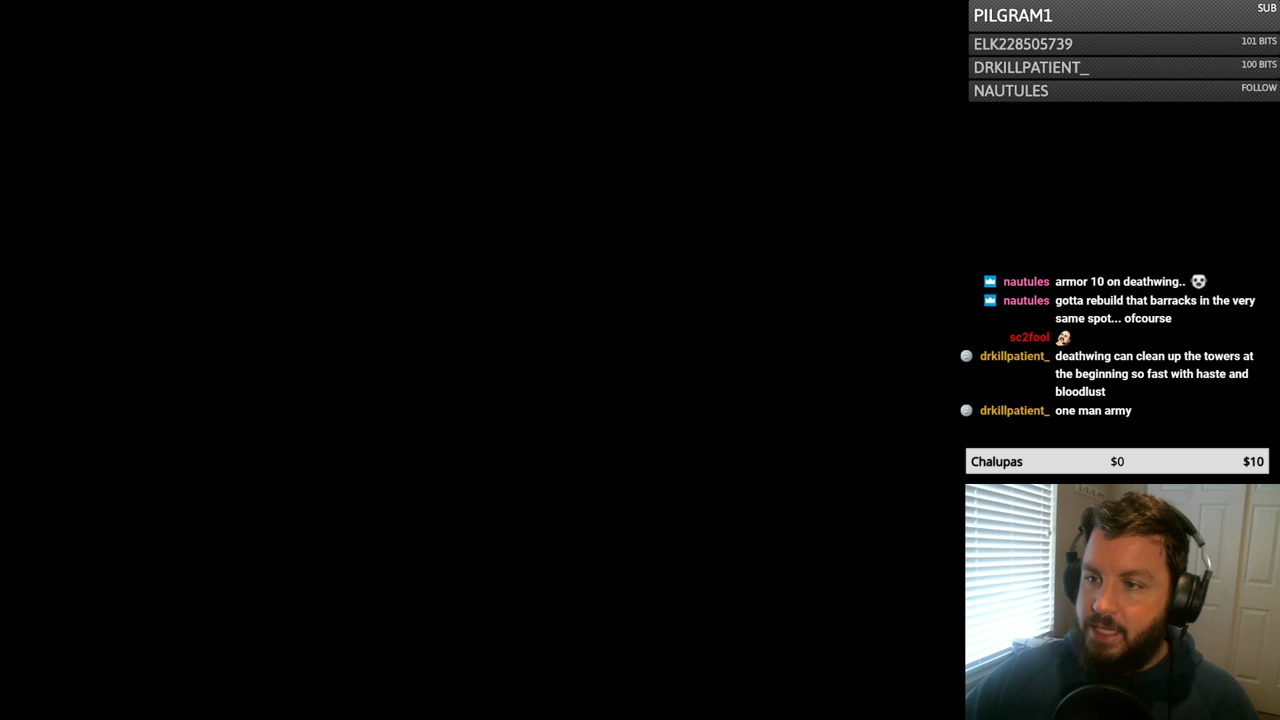 PILGRAM1 SUB
ELK228505739 101 BITS
DRKILLPATIENT_ 100 BITS
NAUTULES FOLLOW
nautules armor 10 on deathwing..
nautules gotta rebuild that barracks in the very
same spot... ofcourse
sc2fool
drkillpatient_ deathwing can clean up the towers at
the beginning so fast with haste and
bloodlust
drkillpatient_ one man army
Chalupas $0 $10